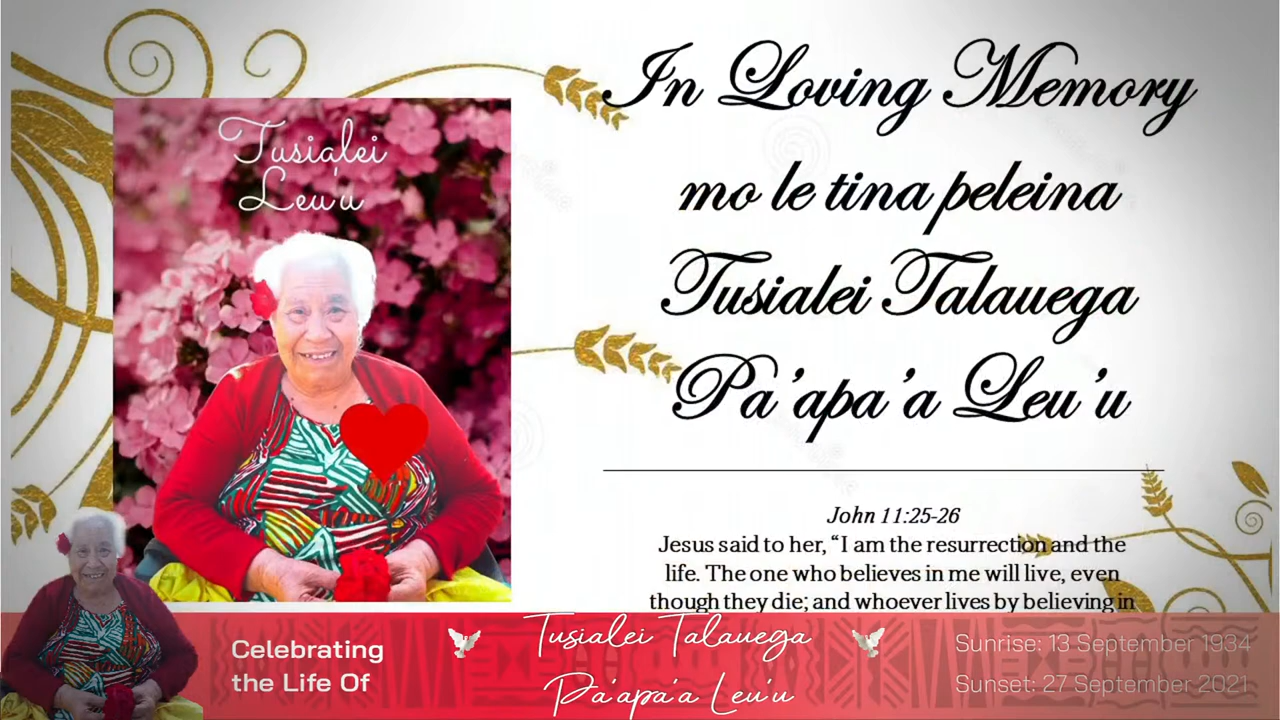 Tusialei
Leu'u
In Loving Memory
mo le tina peleina
Tusialei Talauega
Pa'apa'a Leu'u
John 11:25-26
Jesus said to her, “I am the resurrection and the
life. The one who believes in me will live, even
though they die; and whoever lives by believing in
Celebrating
the Life Of
Tusialei Talauega
Pa'apa'a Leu'u
Sunrise: 13 September 1934
Sunset: 27 September 2021